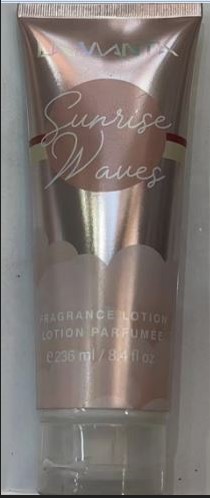 Sunrise
Waves
FRAGRANCE LOTION
LOTION PARFUMÉE
℮236 ml / 8.4 fl oz